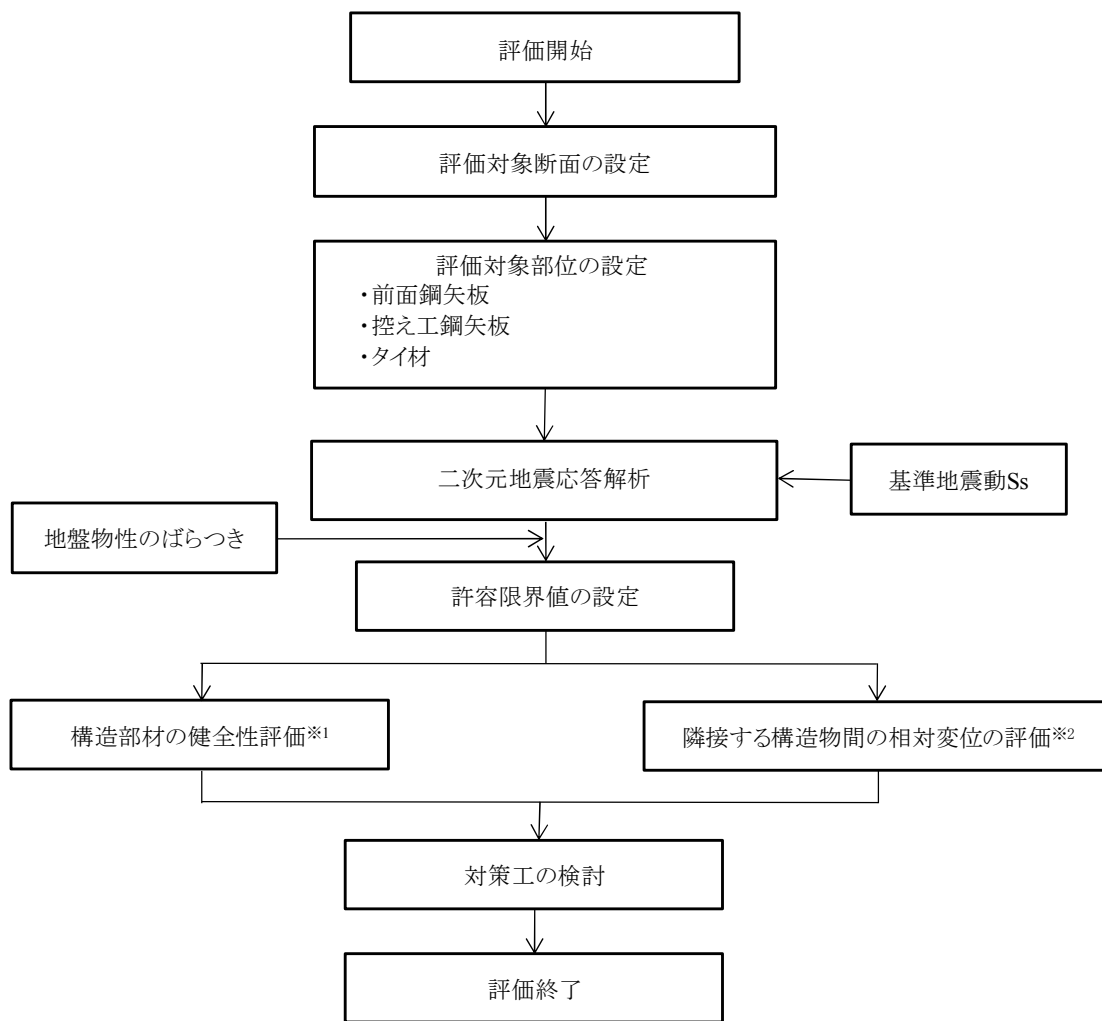 評価開始
評価対象断面の設定
評価対象部位の設定
・前面鋼矢板
・控え工鋼矢板
・タイ材
二次元地震応答解析
基準地震動Ss
地盤物性のばらつき
許容限界値の設定
構造部材の健全性評価※1
隣接する構造物間の相対変位の評価※2
対策工の検討
評価終了